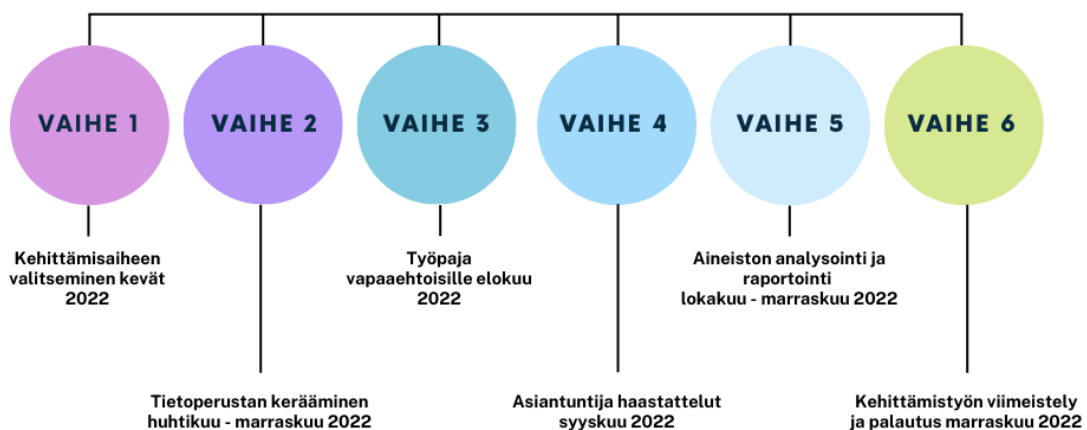 VAIHE 1
VAIHE 2
VAIHE 3
VAIHE 4
VAIHE 5
VAIHE 6
Kehittämisaiheen
valitseminen kevät
2022
Työpaja
vapaaehtoisille elokuu
2022
Aineiston analysointi ja
raportointi
lokakuu - marraskuu 2022
Tietoperustan kerääminen
huhtikuu - marraskuu 2022
Asiantuntija haastattelut
syyskuu 2022
Kehittämistyön viimeistely
ja palautus marraskuu 2022